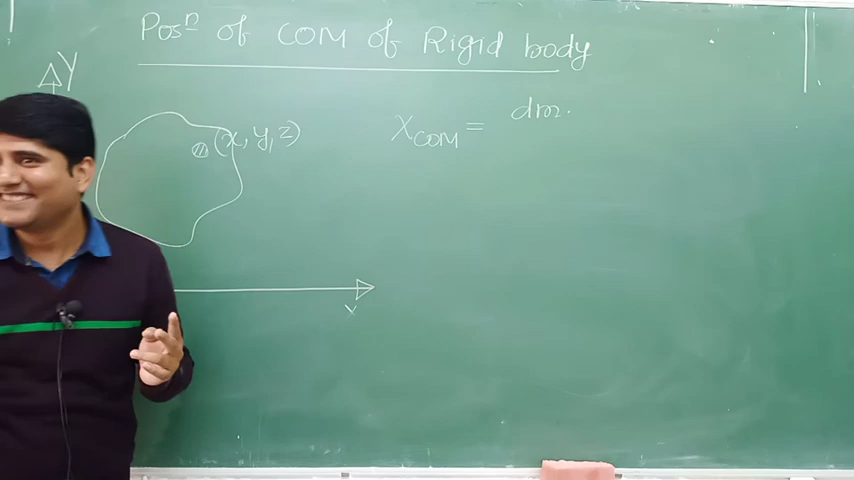 Posn of COM of Rigid body
Y
(x, y, z)
XCOM = dm.
x